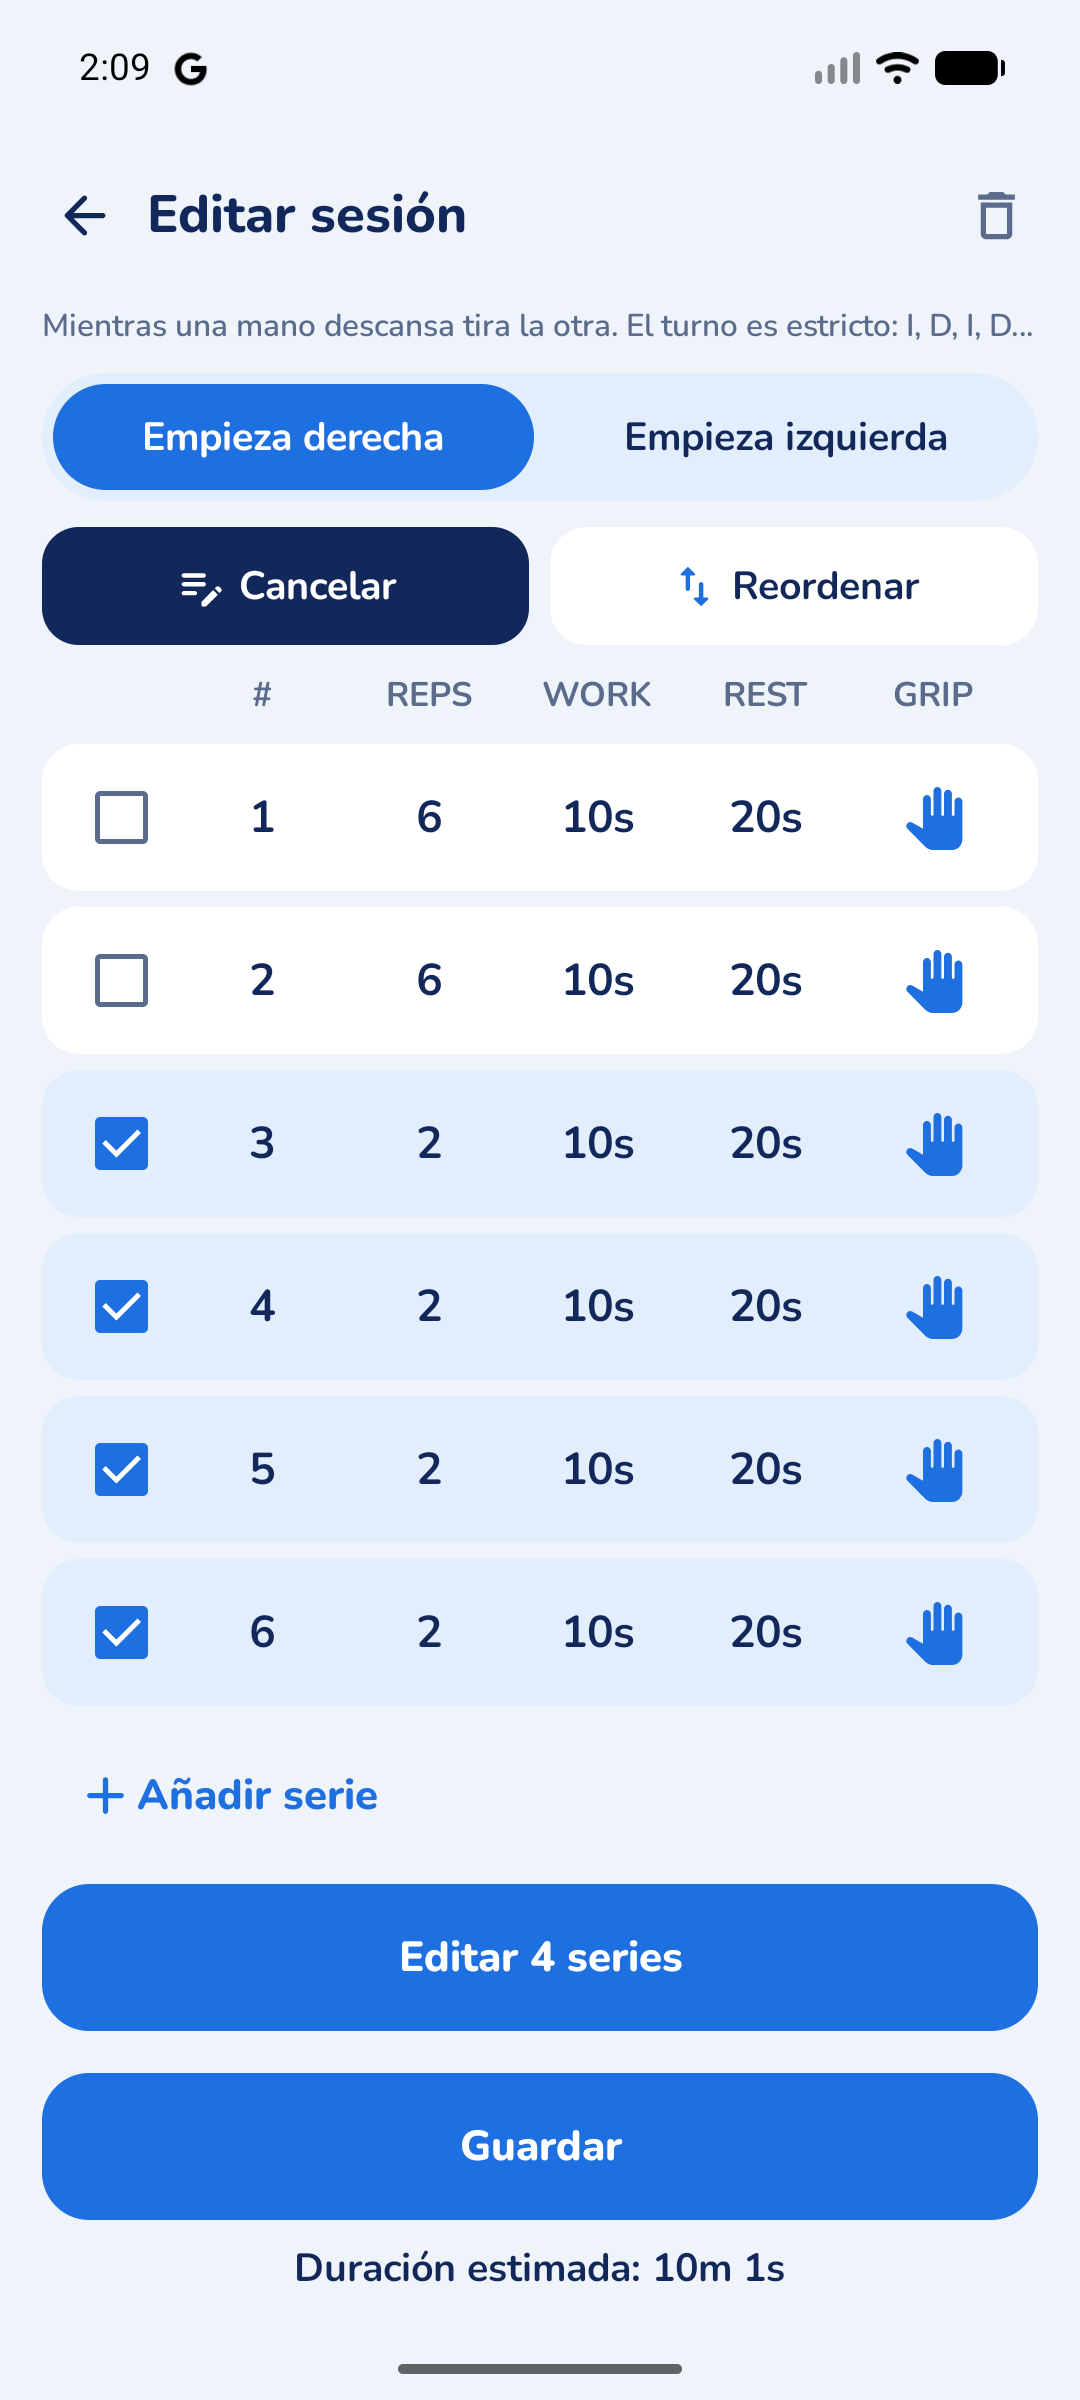 2:09 G
Editar sesión
Mientras una mano descansa tira la otra. El turno es estricto: I, D, I, D...
Empieza derecha Empieza izquierda
Cancelar Reordenar
# REPS WORK REST GRIP
1 6 10s 20s
2 6 10s 20s
3 2 10s 20s
4 2 10s 20s
5 2 10s 20s
6 2 10s 20s
+ Añadir serie
Editar 4 series
Guardar
Duración estimada: 10m 1s